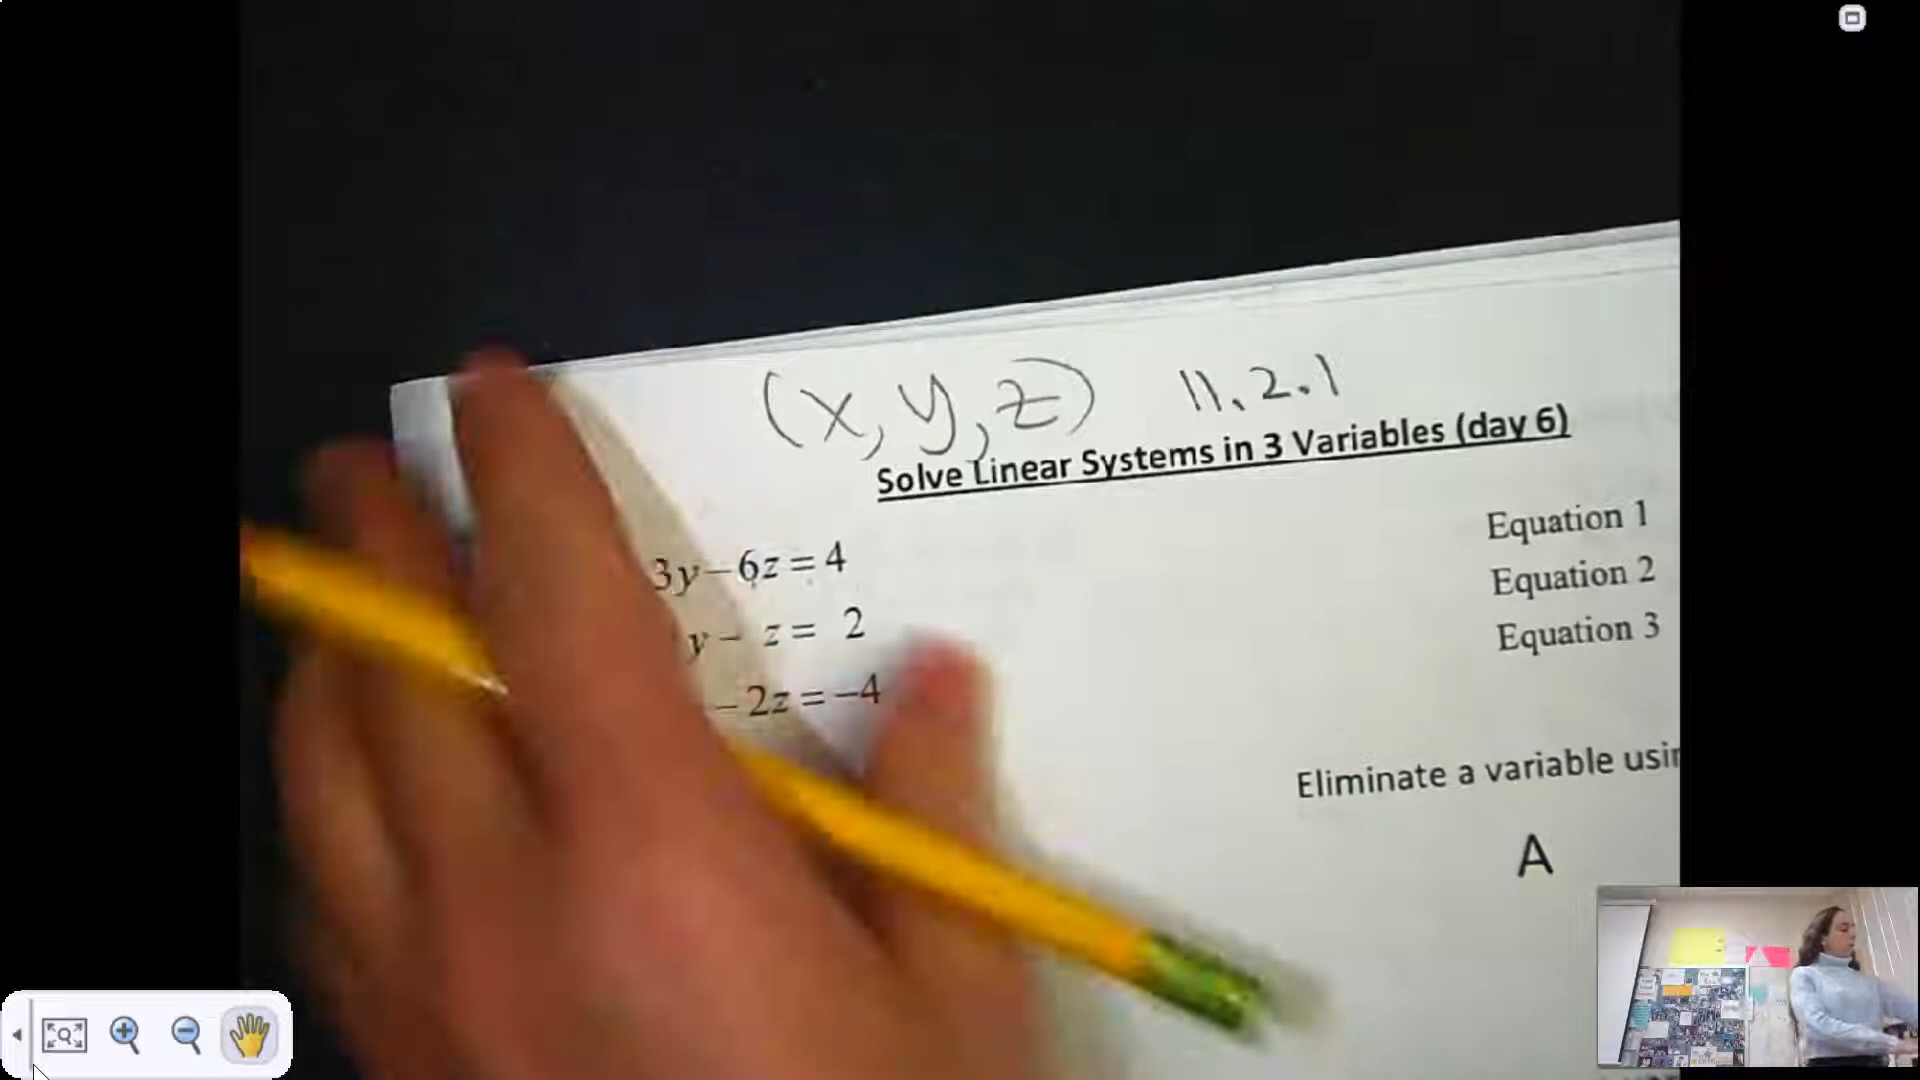 (x, y, z) 11.2.1
Solve Linear Systems in 3 Variables (day 6)
3y – 6z = 4
Equation 1
y – z = 2
Equation 2
– 2z = –4
Equation 3
Eliminate a variable
A